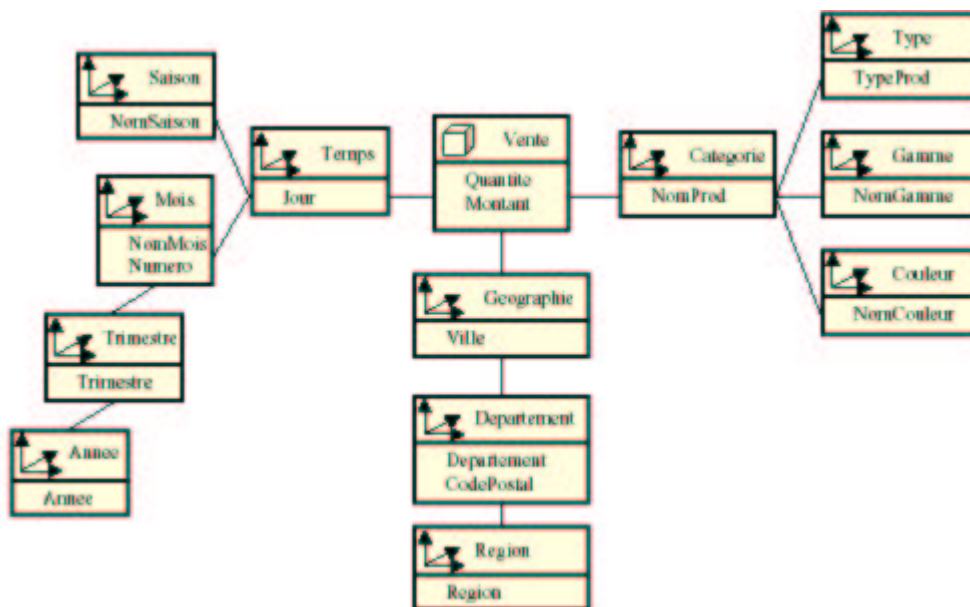 Saison
NomSaison
Mois
NomMois
Numero
Trimestre
Trimestre
Annee
Annee
Temps
Jour
Vente
Quantite
Montant
Geographie
Ville
Departement
Departement
CodePostal
Region
Region
Categorie
NomProd
Type
TypeProd
Gamme
NomGamme
Couleur
NomCouleur